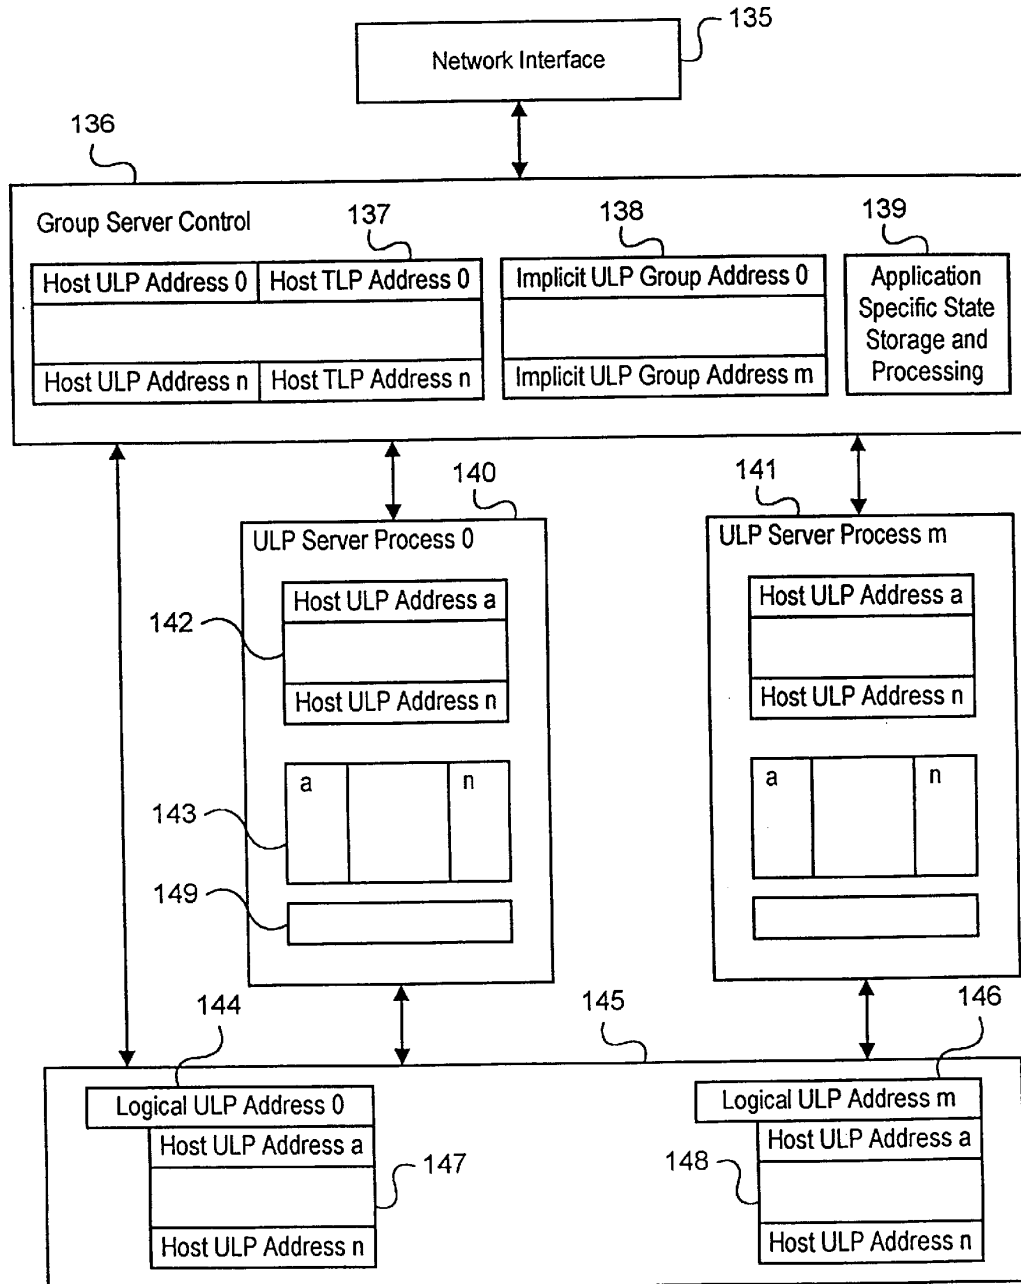 135
Network Interface
136
Group Server Control
137
138
139
Host ULP Address 0
Host TLP Address 0
Host ULP Address n
Host TLP Address n
Implicit ULP Group Address 0
Implicit ULP Group Address m
Application
Specific State
Storage and
Processing
140
141
ULP Server Process 0
Host ULP Address a
142
Host ULP Address n
a
n
143
149
ULP Server Process m
Host ULP Address a
Host ULP Address n
a
n
144
145
146
Logical ULP Address 0
Host ULP Address a
147
Host ULP Address n
Logical ULP Address m
Host ULP Address a
148
Host ULP Address n